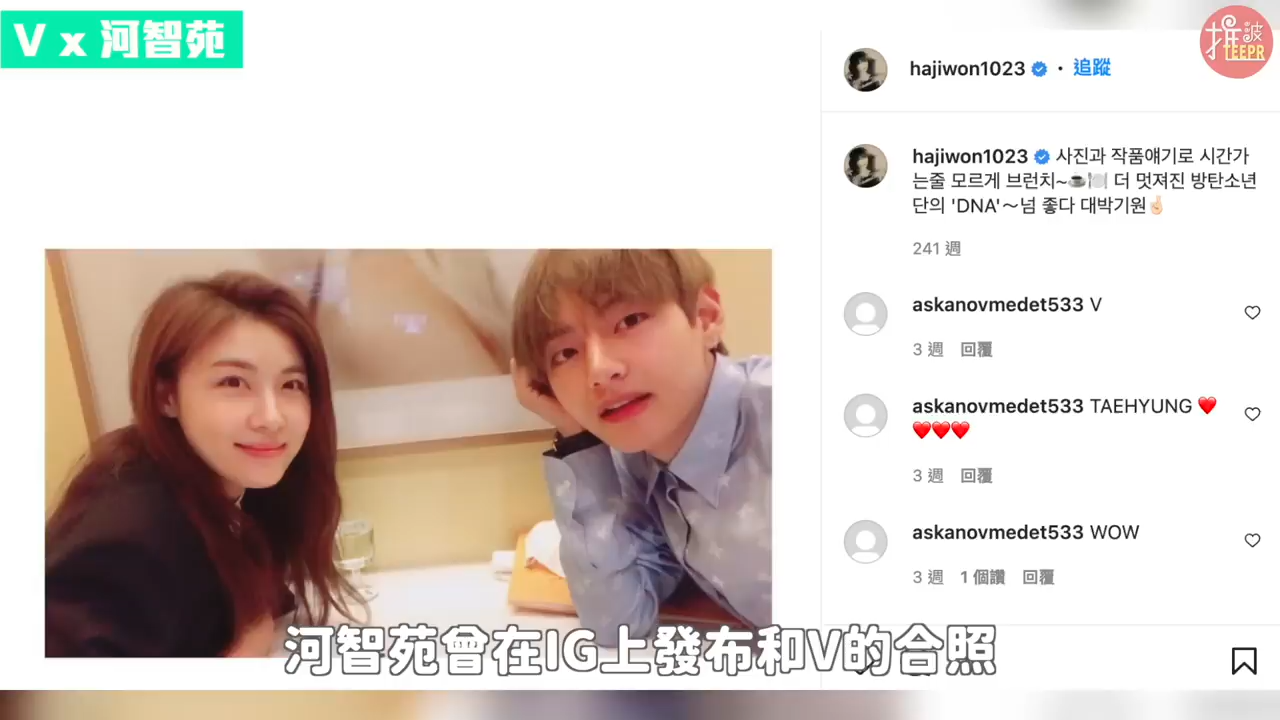 V x 河智苑
推波
TEEPR
hajiwon1023 • 追蹤
hajiwon1023 사진과 작품얘기로 시간가
는줄 모르게 브런치~☕🍽 더 멋져진 방탄소년
단의 'DNA'～넘 좋다 대박기원🤞🏻
241 週
askanovmedet533 V
3 週 回覆
askanovmedet533 TAEHYUNG ❤️
❤️❤️❤️
3 週 回覆
askanovmedet533 WOW
3 週 1 個讚 回覆
河智苑曾在IG上發布和V的合照